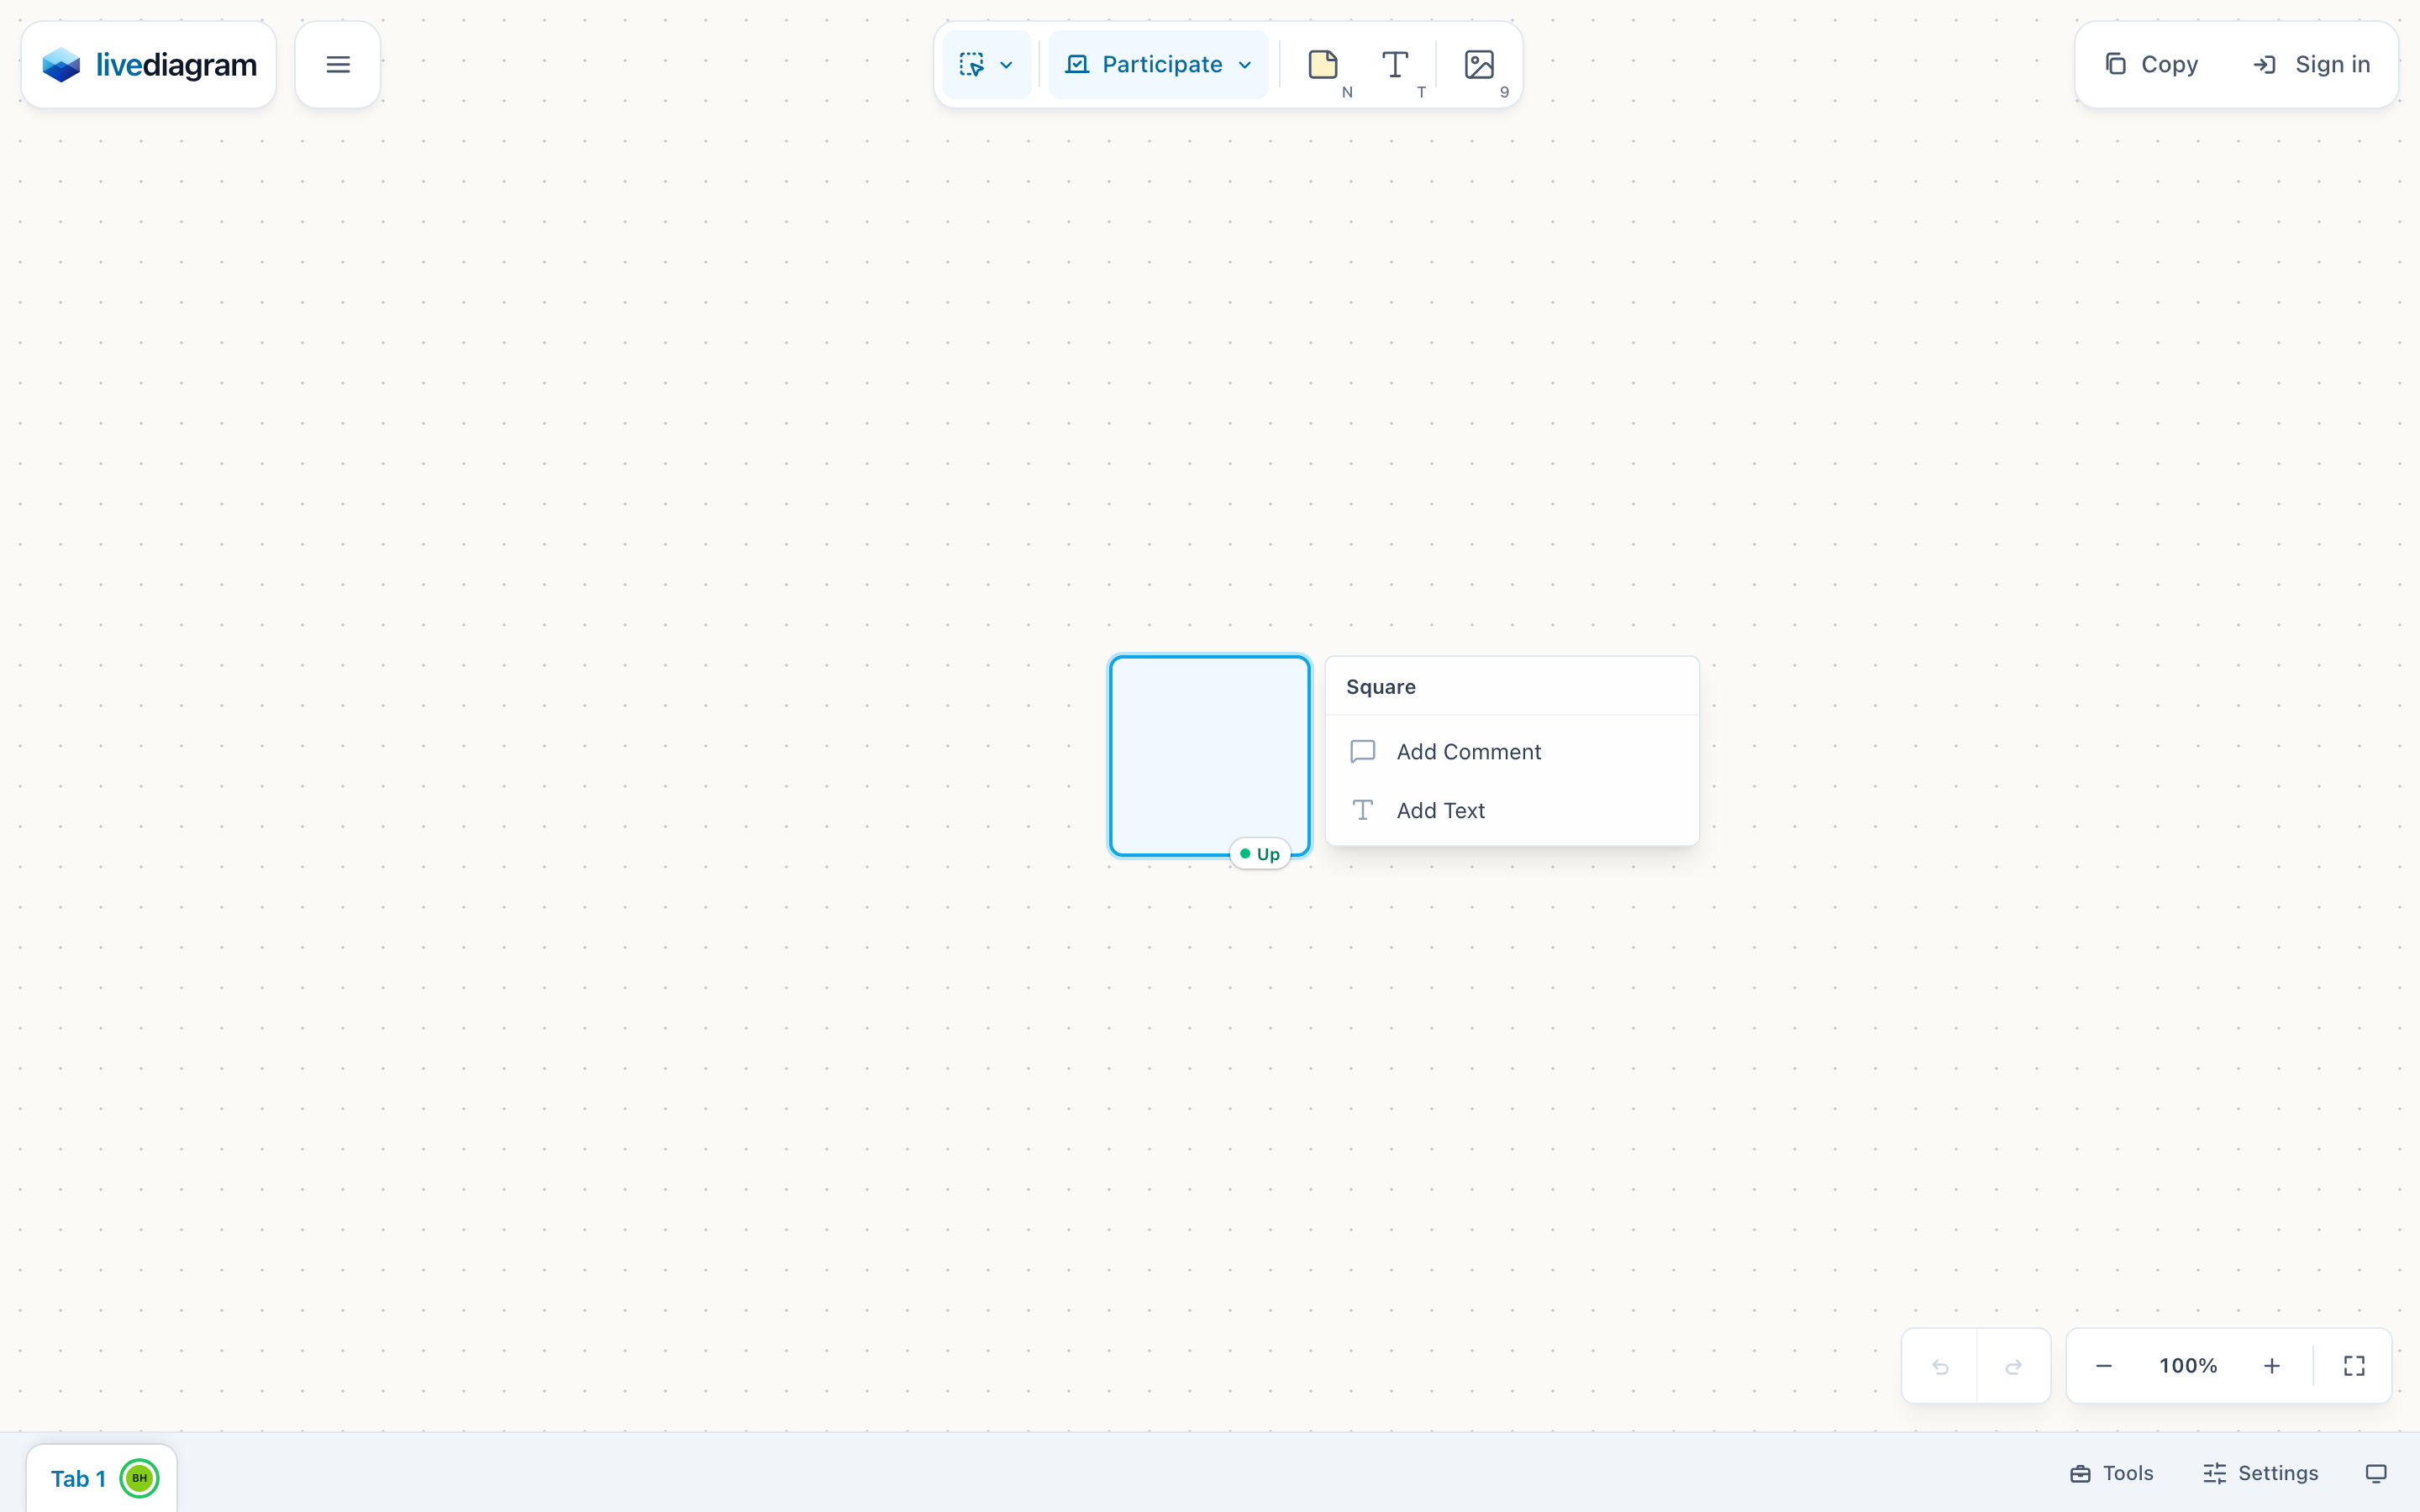 livediagram
Participate
N
T
9
Copy
Sign in
Square
Add Comment
Add Text
Up
100%
Tab 1
BH
Tools
Settings